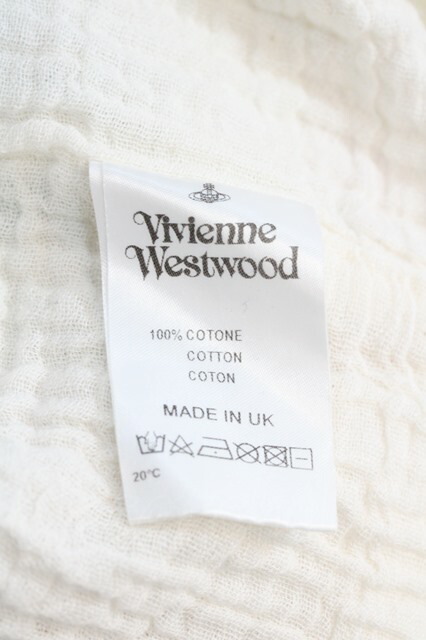 Vivienne
Westwood
100% COTONE
COTTON
COTON
MADE IN UK
20°C